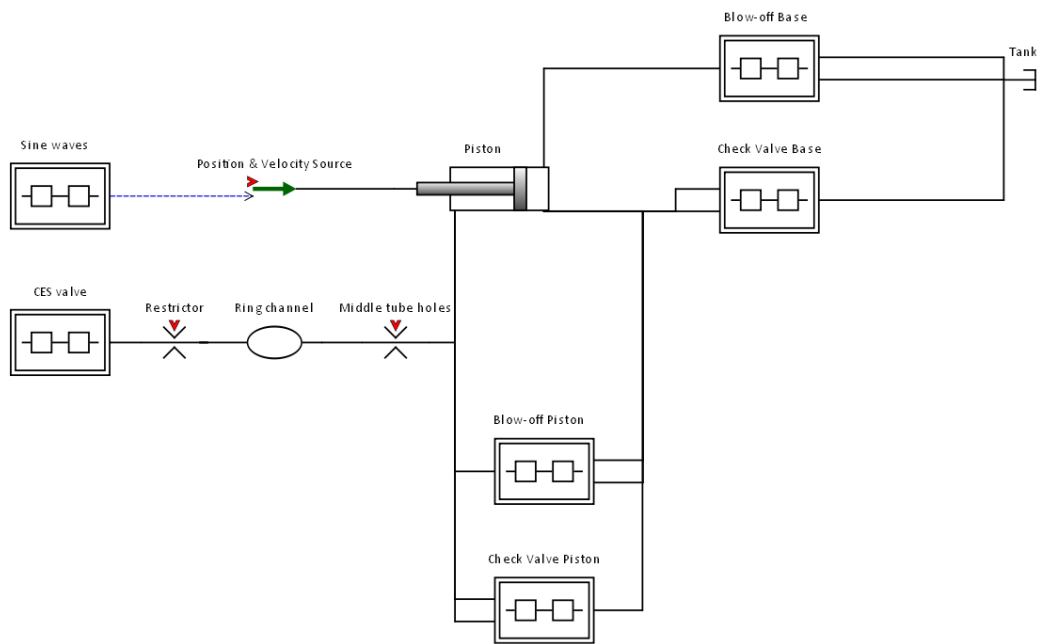 Blow-off Base
Tank
Sine waves
Position & Velocity Source
Piston
Check Valve Base
CES valve
Restrictor
Ring channel
Middle tube holes
Blow-off Piston
Check Valve Piston